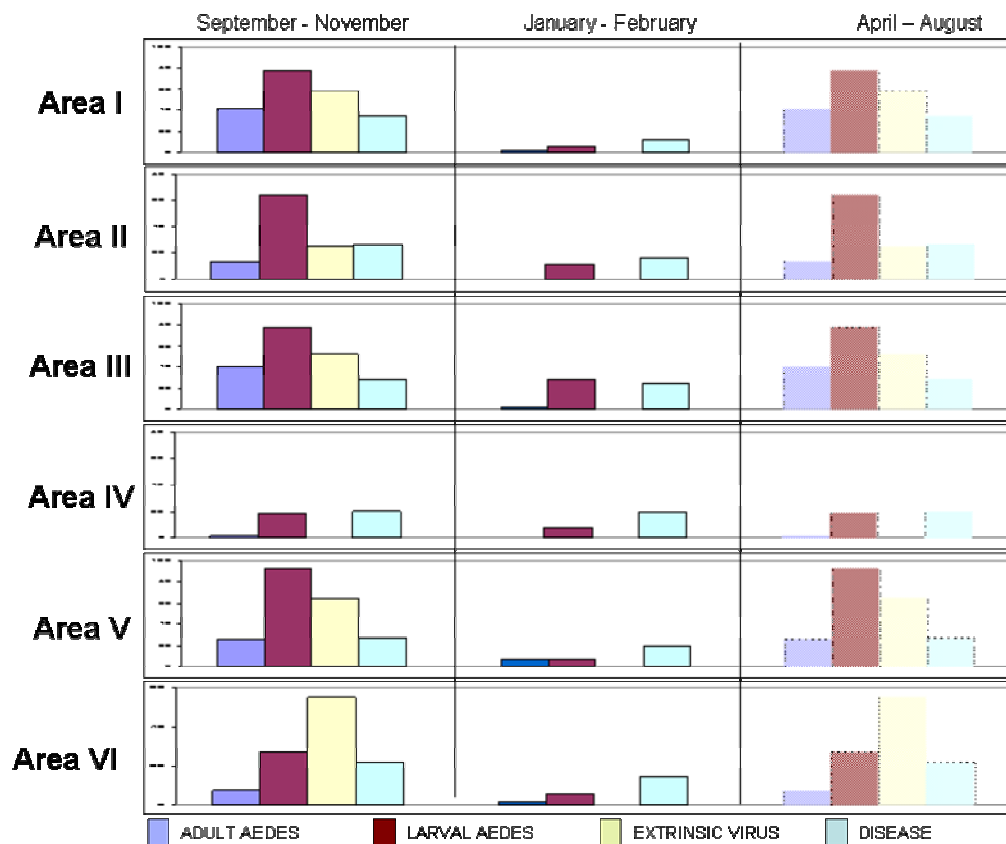 September - November January - February April – August
Area I
Area II
Area III
Area IV
Area V
Area VI
ADULT AEDES LARVAL AEDES EXTRINSIC VIRUS DISEASE